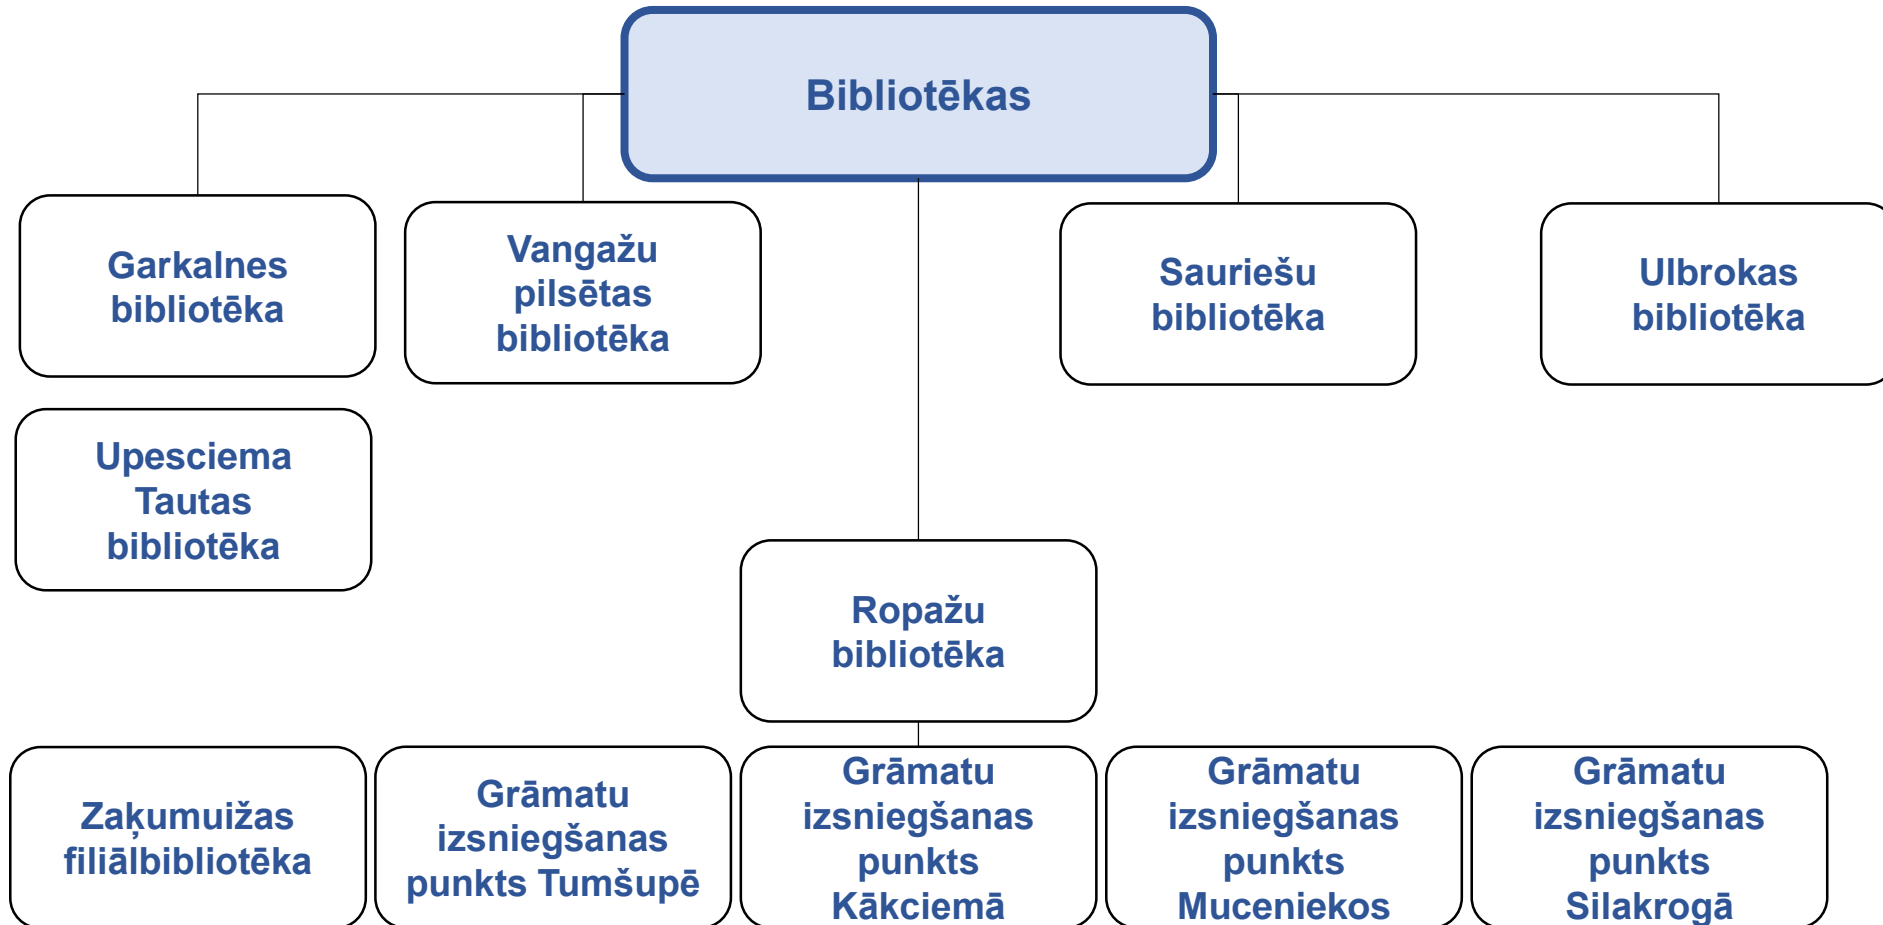 Bibliotēkas
Garkalnes
bibliotēka
Vangažu
pilsētas
bibliotēka
Sauriešu
bibliotēka
Ulbrokas
bibliotēka
Upesciema
Tautas
bibliotēka
Ropažu
bibliotēka
Zaķumuižas
filiālbibliotēka
Grāmatu
izsniegšanas
punkts Tumšupē
Grāmatu
izsniegšanas
punkts
Kākciemā
Grāmatu
izsniegšanas
punkts
Muceniekos
Grāmatu
izsniegšanas
punkts
Silakrogā